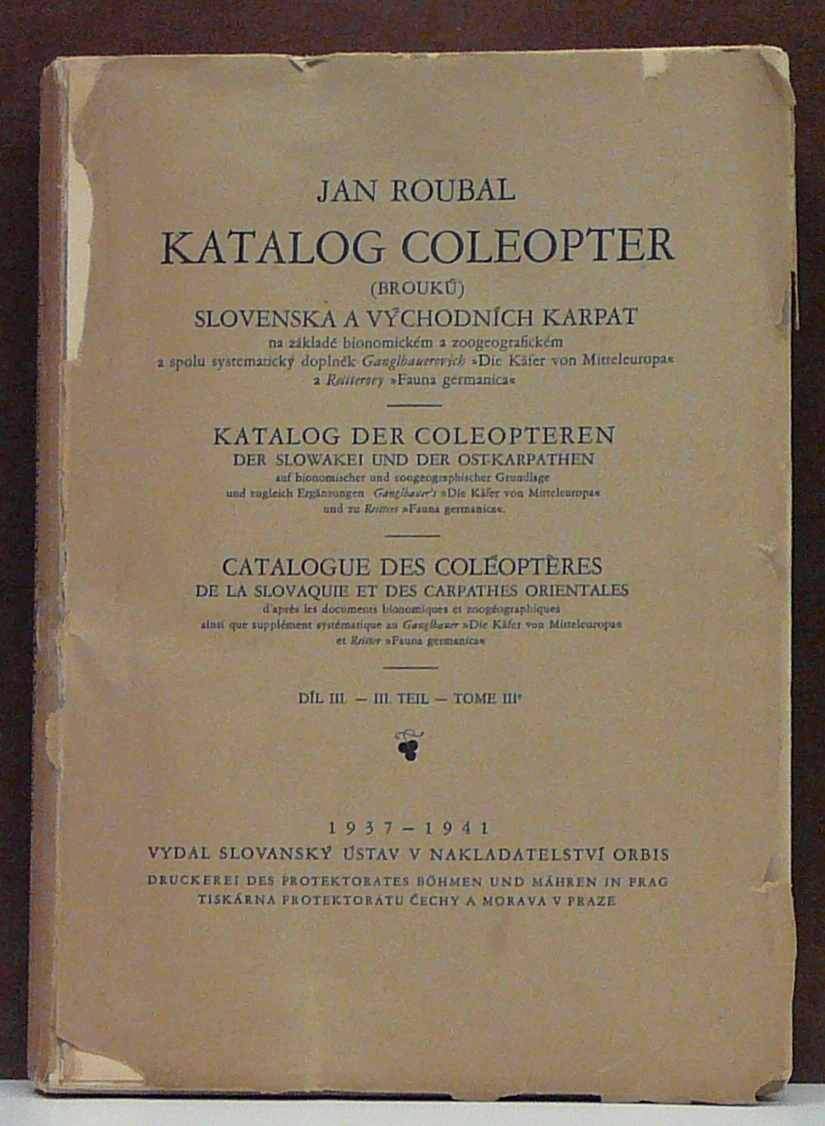 JAN ROUBAL
KATALOG COLEOPTER
(BROUKŮ)
SLOVENSKA A VÝCHODNÍCH KARPAT
na základě bionomickém a zoogeografickém
a spolu systematický doplněk Ganglbauerových »Die Käfer von Mitteleuropa«
a Reitterovy »Fauna germanica«
KATALOG DER COLEOPTEREN
DER SLOWAKEI UND DER OST-KARPATHEN
auf bionomischer und zoogeographischer Grundlage
und zugleich Ergänzungen Ganglbauer's »Die Käfer von Mitteleuropa«
und zu Reitters »Fauna germanica«.
CATALOGUE DES COLÉOPTÈRES
DE LA SLOVAQUIE ET DES CARPATHES ORIENTALES
d'après les documents bionomiques et zoogéographiques
ainsi que supplément systématique au Ganglbauer »Die Käfer von Mitteleuropa«
et Reitter »Fauna germanica«
DÍL III. — III. TEIL — TOME IIIe
1937–1941
VYDAL SLOVANSKÝ ÚSTAV V NAKLADATELSTVÍ ORBIS
DRUCKEREI DES PROTEKTORATES BÖHMEN UND MÄHREN IN PRAG
TISKÁRNA PROTEKTORÁTU ČECHY A MORAVA V PRAZE